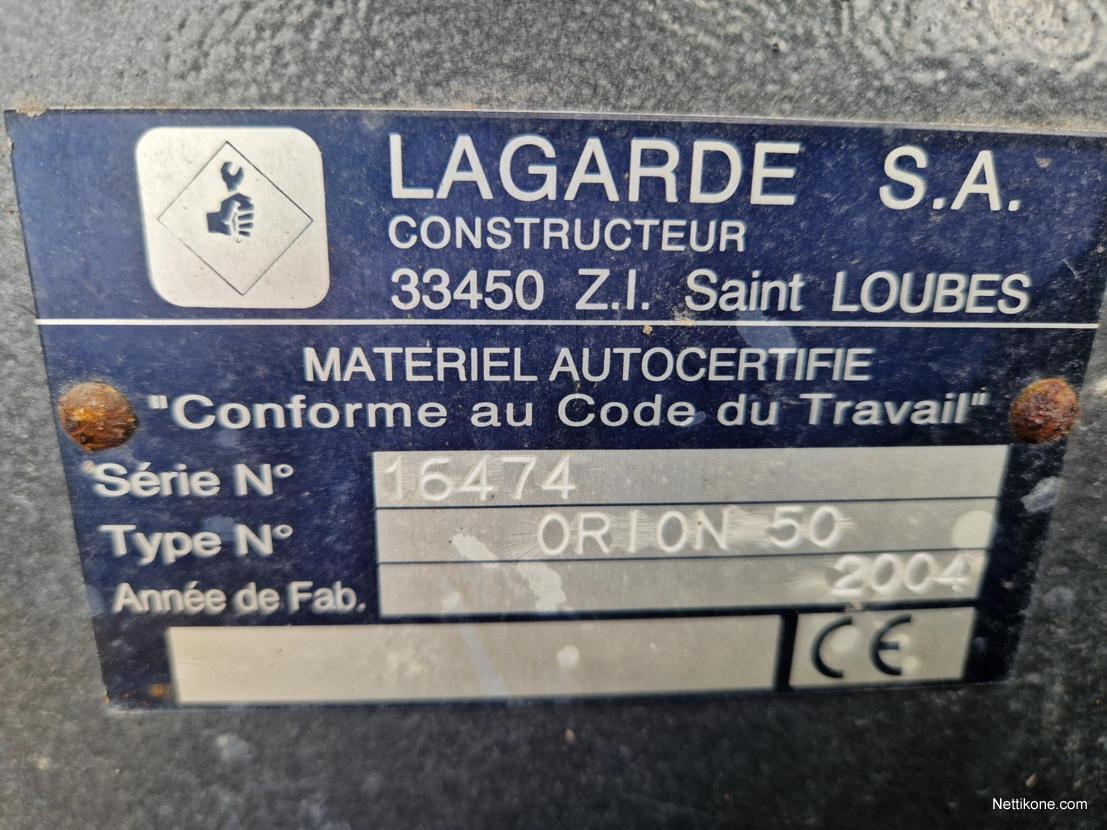 LAGARDE S.A.
CONSTRUCTEUR
33450 Z.I. Saint LOUBES
MATERIEL AUTOCERTIFIE
"Conforme au Code du Travail"
Série N° 16474
Type N° ORION 50
Année de Fab. 2004
CE
Nettikone.com